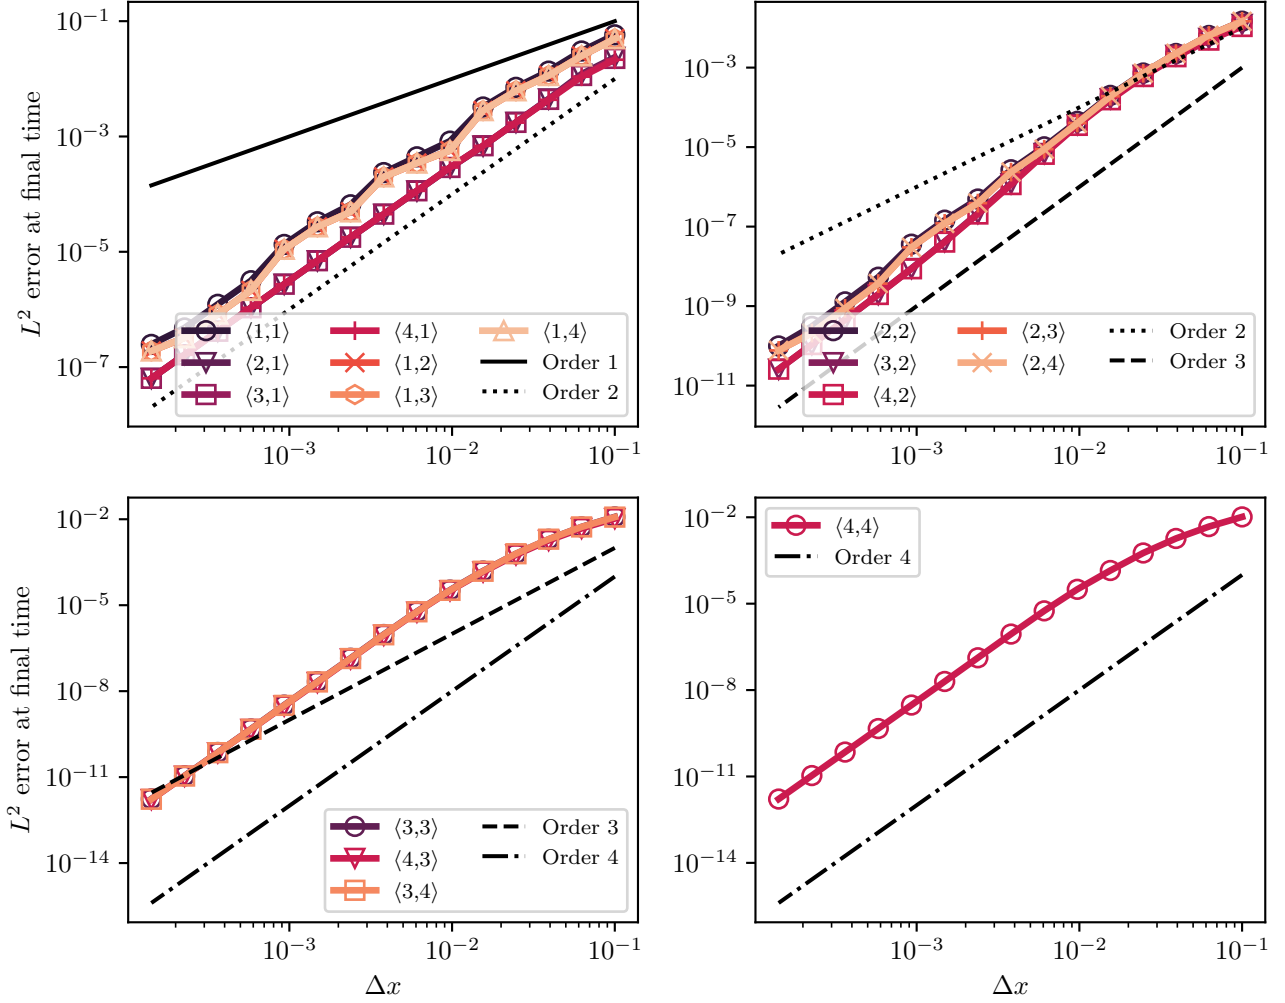 10⁻¹
10⁻³
10⁻⁵
10⁻⁷
L² error at final time
⟨1,1⟩ ⟨4,1⟩ ⟨1,4⟩
⟨2,1⟩ ⟨1,2⟩ Order 1
⟨3,1⟩ ⟨1,3⟩ Order 2
10⁻³ 10⁻² 10⁻¹
10⁻³
10⁻⁵
10⁻⁷
10⁻⁹
10⁻¹¹
⟨2,2⟩ ⟨2,3⟩ Order 2
⟨3,2⟩ ⟨2,4⟩ Order 3
⟨4,2⟩
10⁻³ 10⁻² 10⁻¹
10⁻²
10⁻⁵
10⁻⁸
10⁻¹¹
10⁻¹⁴
L² error at final time
⟨3,3⟩ Order 3
⟨4,3⟩ Order 4
⟨3,4⟩
10⁻³ 10⁻² 10⁻¹
Δx
10⁻²
10⁻⁵
10⁻⁸
10⁻¹¹
10⁻¹⁴
⟨4,4⟩
Order 4
10⁻³ 10⁻² 10⁻¹
Δx